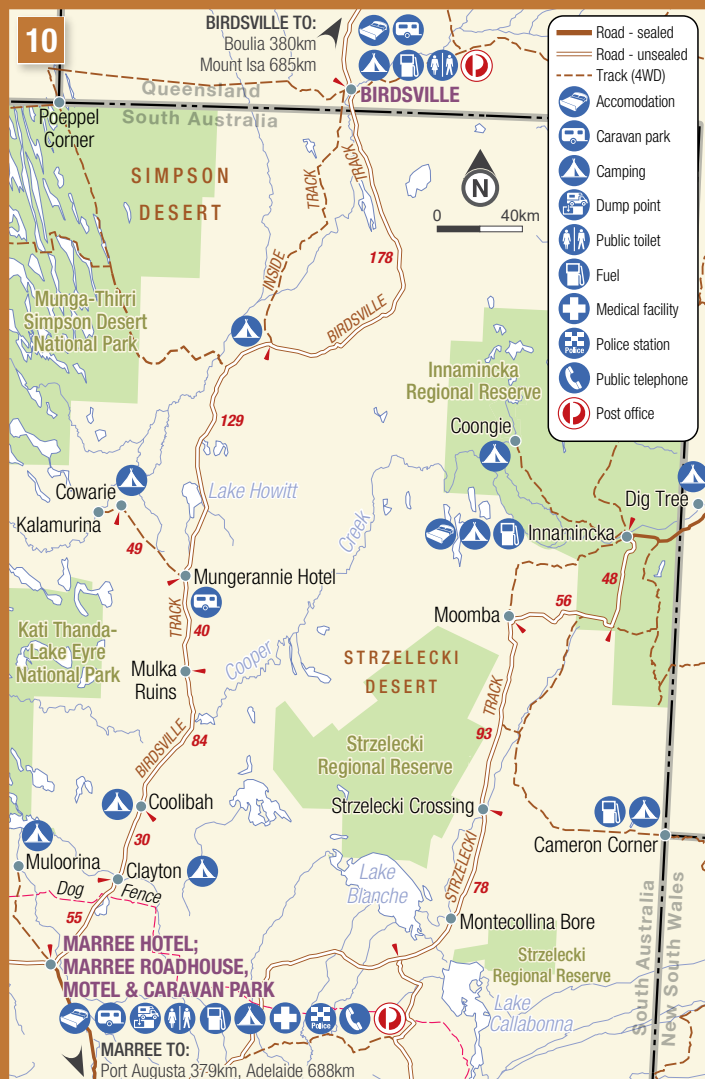 10
BIRDSVILLE TO:
Boulia 380km
Mount Isa 685km
Road - sealed
Road - unsealed
Track (4WD)
Accomodation
Caravan park
Camping
Dump point
Public toilet
Fuel
Medical facility
Police
Police station
Public telephone
Post office
BIRDSVILLE
Queensland
South Australia
Poeppel
Corner
SIMPSON
DESERT
TRACK
TRACK
N
0 40km
INSIDE
178
BIRDSVILLE
Munga-Thirri
Simpson Desert
National Park
Innamincka
Regional Reserve
129
Coongie
Cowarie
Lake Howitt
Dig Tree
Kalamurina
Creek
Innamincka
49
Mungerannie Hotel
48
TRACK
40
Moomba
56
Kati Thanda-
Lake Eyre
National Park
Cooper
STRZELECKI
DESERT
Mulka
Ruins
TRACK
93
84
BIRDSVILLE
Strzelecki
Regional Reserve
Coolibah
Strzelecki Crossing
30
Cameron Corner
Muloorina
Clayton
Lake
Blanche
STRZELECKI
78
Dog Fence
55
Montecollina Bore
MARREE HOTEL;
MARREE ROADHOUSE,
MOTEL & CARAVAN PARK
Strzelecki
Regional Reserve
South Australia
New South Wales
Lake
Callabonna
Police
MARREE TO:
Port Augusta 379km, Adelaide 688km